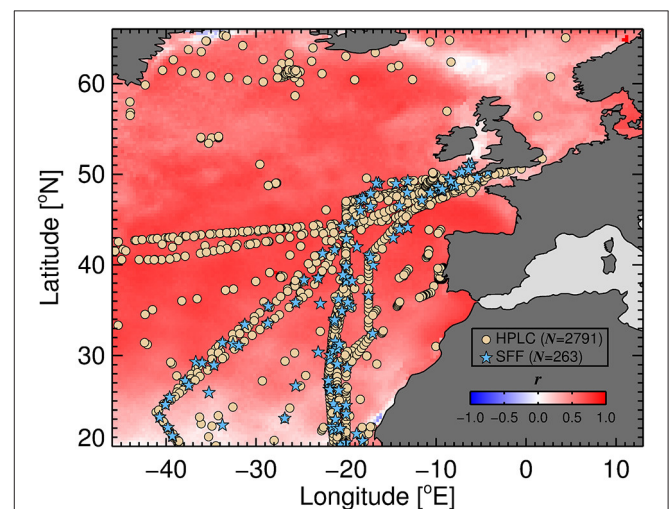 60
50
40
30
20
Latitude [°N]
HPLC (N=2791)
SFF (N=263)
r
−1.0 −0.5 0.0 0.5 1.0
−40 −30 −20 −10 0 10
Longitude [°E]